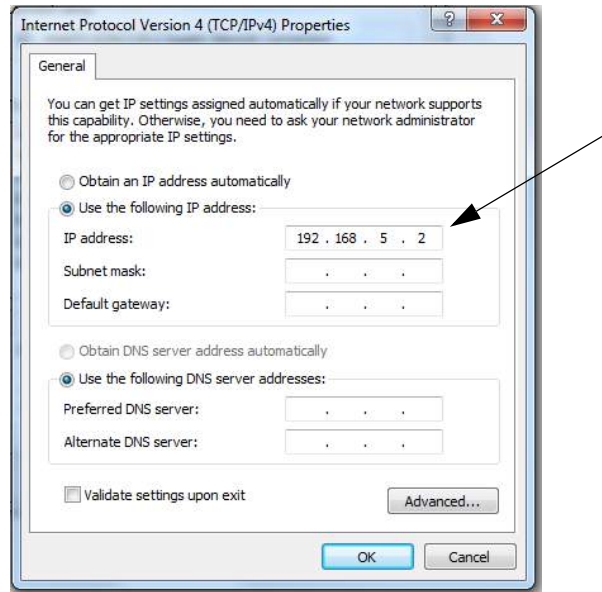 Internet Protocol Version 4 (TCP/IPv4) Properties
General
You can get IP settings assigned automatically if your network supports
this capability. Otherwise, you need to ask your network administrator
for the appropriate IP settings.
Obtain an IP address automatically
Use the following IP address:
IP address: 192 . 168 . 5 . 2
Subnet mask: . . .
Default gateway: . . .
Obtain DNS server address automatically
Use the following DNS server addresses:
Preferred DNS server: . . .
Alternate DNS server: . . .
Validate settings upon exit
Advanced...
OK Cancel